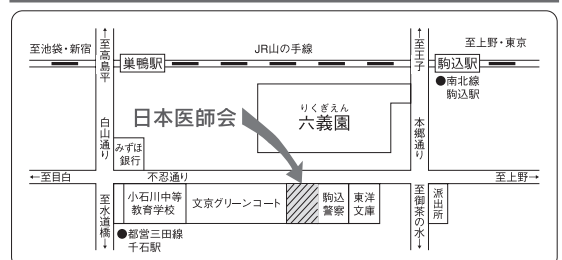 至池袋・新宿
←至高島平
巣鴨駅
JR山の手線
←至王子
至上野・東京
駒込駅
●南北線
駒込駅
りくぎえん
六義園
日本医師会
白山通り
みずほ
銀行
本郷通り
←至目白
不忍通り
至上野→
至水道橋→
小石川中等
教育学校
文京グリーンコート
駒込
警察
東洋
文庫
至御茶の水→
派出所
●都営三田線
千石駅